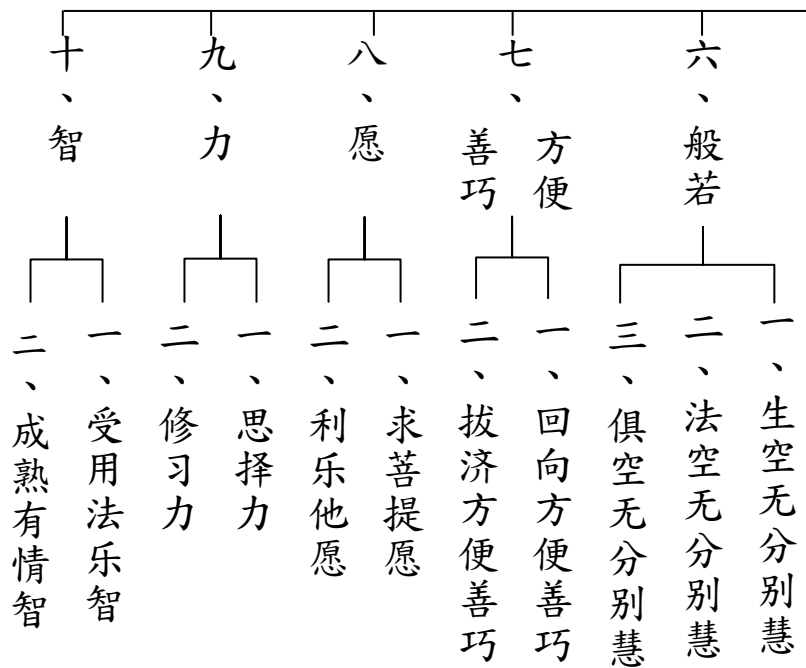 六、般若
一、生空无分别慧
二、法空无分别慧
三、俱空无分别慧
七、方便善巧
一、回向方便善巧
二、拔济方便善巧
八、愿
一、求菩提愿
二、利乐他愿
九、力
一、思择力
二、修习力
十、智
一、受用法乐智
二、成熟有情智